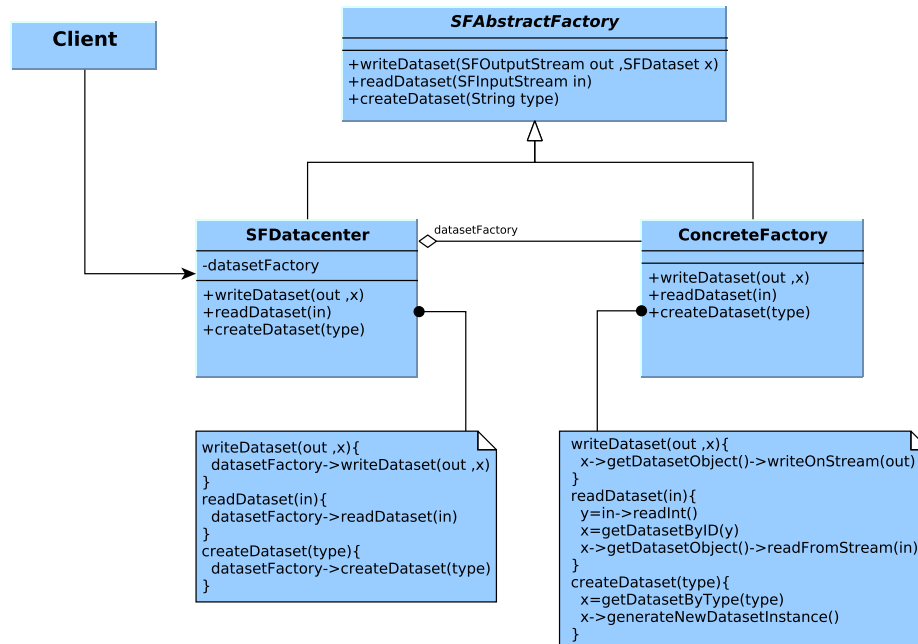 Client
SFAbstractFactory
+writeDataset(SFOutputStream out ,SFDataset x)
+readDataset(SFInputStream in)
+createDataset(String type)
SFDatacenter
-datasetFactory
+writeDataset(out ,x)
+readDataset(in)
+createDataset(type)
datasetFactory
ConcreteFactory
+writeDataset(out ,x)
+readDataset(in)
+createDataset(type)
writeDataset(out ,x){
datasetFactory->writeDataset(out ,x)
}
readDataset(in){
datasetFactory->readDataset(in)
}
createDataset(type){
datasetFactory->createDataset(type)
}
writeDataset(out ,x){
x->getDatasetObject()->writeOnStream(out)
}
readDataset(in){
y=in->readInt()
x=getDatasetByID(y)
x->getDatasetObject()->readFromStream(in)
}
createDataset(type){
x=getDatasetByType(type)
x->generateNewDatasetInstance()
}